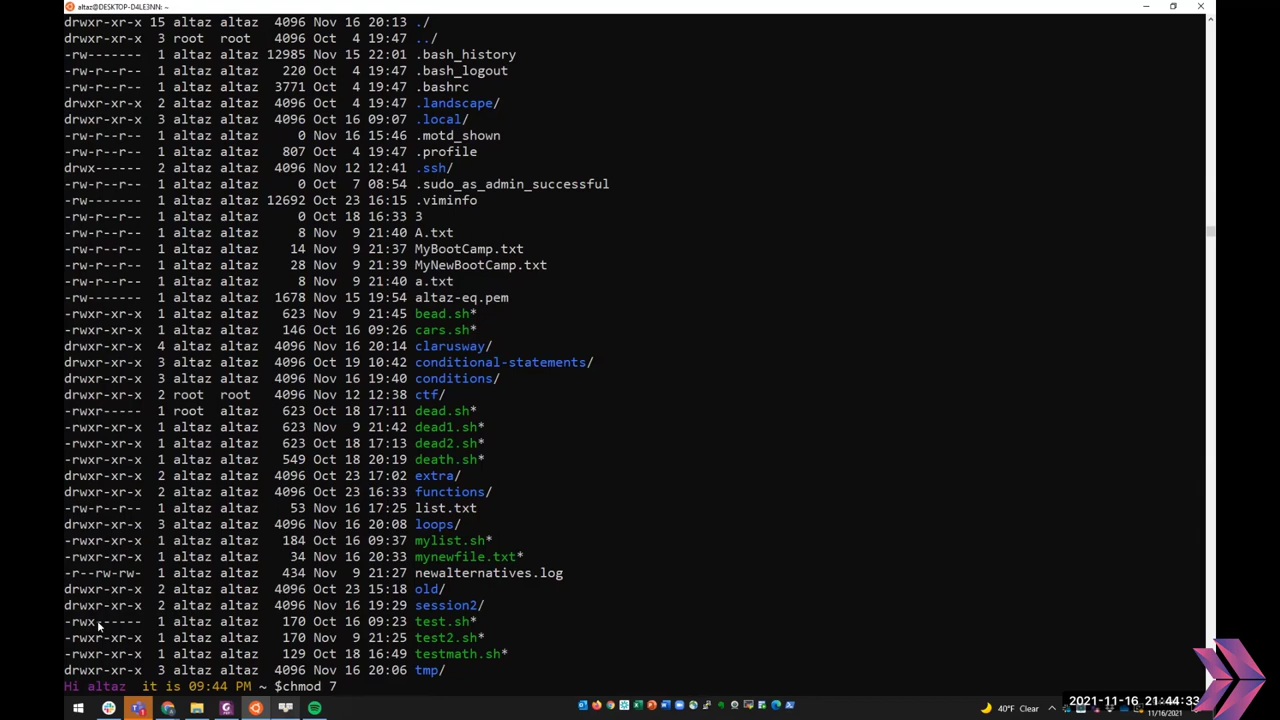 altaz@DESKTOP-D4LE3NN: ~
drwxr-xr-x 15 altaz altaz  4096 Nov 16 20:13 ./
drwxr-xr-x  3 root  root   4096 Oct  4 19:47 ../
-rw-------  1 altaz altaz 12985 Nov 15 22:01 .bash_history
-rw-r--r--  1 altaz altaz   220 Oct  4 19:47 .bash_logout
-rw-r--r--  1 altaz altaz  3771 Oct  4 19:47 .bashrc
drwxr-xr-x  2 altaz altaz  4096 Oct  4 19:47 .landscape/
drwxr-xr-x  3 altaz altaz  4096 Oct 16 09:07 .local/
-rw-r--r--  1 altaz altaz     0 Nov 16 15:46 .motd_shown
-rw-r--r--  1 altaz altaz   807 Oct  4 19:47 .profile
drwx------  2 altaz altaz  4096 Nov 12 12:41 .ssh/
-rw-r--r--  1 altaz altaz     0 Oct  7 08:54 .sudo_as_admin_successful
-rw-------  1 altaz altaz 12692 Oct 23 16:15 .viminfo
-rw-r--r--  1 altaz altaz     0 Oct 18 16:33 3
-rw-r--r--  1 altaz altaz     8 Nov  9 21:40 A.txt
-rw-r--r--  1 altaz altaz    14 Nov  9 21:37 MyBootCamp.txt
-rw-r--r--  1 altaz altaz    28 Nov  9 21:39 MyNewBootCamp.txt
-rw-r--r--  1 altaz altaz     8 Nov  9 21:40 a.txt
-rw-------  1 altaz altaz  1678 Nov 15 19:54 altaz-eq.pem
-rwxr-xr-x  1 altaz altaz   623 Nov  9 21:45 bead.sh*
-rwxr-xr-x  1 altaz altaz   146 Oct 16 09:26 cars.sh*
drwxr-xr-x  4 altaz altaz  4096 Nov 16 20:14 clarusway/
drwxr-xr-x  3 altaz altaz  4096 Oct 19 10:42 conditional-statements/
drwxr-xr-x  3 altaz altaz  4096 Nov 16 19:40 conditions/
drwxr-xr-x  2 root  root   4096 Nov 12 12:38 ctf/
-rwxr-----  1 root  altaz   623 Oct 18 17:11 dead.sh*
-rwxr-xr-x  1 altaz altaz   623 Nov  9 21:42 dead1.sh*
-rwxr-xr-x  1 altaz altaz   623 Oct 18 17:13 dead2.sh*
-rwxr-xr-x  1 altaz altaz   549 Oct 18 20:19 death.sh*
drwxr-xr-x  2 altaz altaz  4096 Oct 23 17:02 extra/
drwxr-xr-x  2 altaz altaz  4096 Oct 23 16:33 functions/
-rw-r--r--  1 altaz altaz    53 Nov 16 17:25 list.txt
drwxr-xr-x  3 altaz altaz  4096 Nov 16 20:08 loops/
-rwxr-xr-x  1 altaz altaz   184 Oct 16 09:37 mylist.sh*
-rwxr-xr-x  1 altaz altaz    34 Nov 16 20:33 mynewfile.txt*
-r--rw-rw-  1 altaz altaz   434 Nov  9 21:27 newalternatives.log
drwxr-xr-x  2 altaz altaz  4096 Oct 23 15:18 old/
drwxr-xr-x  2 altaz altaz  4096 Nov 16 19:29 session2/
-rwx------  1 altaz altaz   170 Oct 16 09:23 test.sh*
-rwxr-xr-x  1 altaz altaz   170 Nov  9 21:25 test2.sh*
-rwxr-xr-x  1 altaz altaz   129 Oct 18 16:49 testmath.sh*
drwxr-xr-x  3 altaz altaz  4096 Nov 16 20:06 tmp/
Hi altaz  it is 09:44 PM ~ $chmod 7
40°F Clear
2021-11-16 21:44:33
11/16/2021